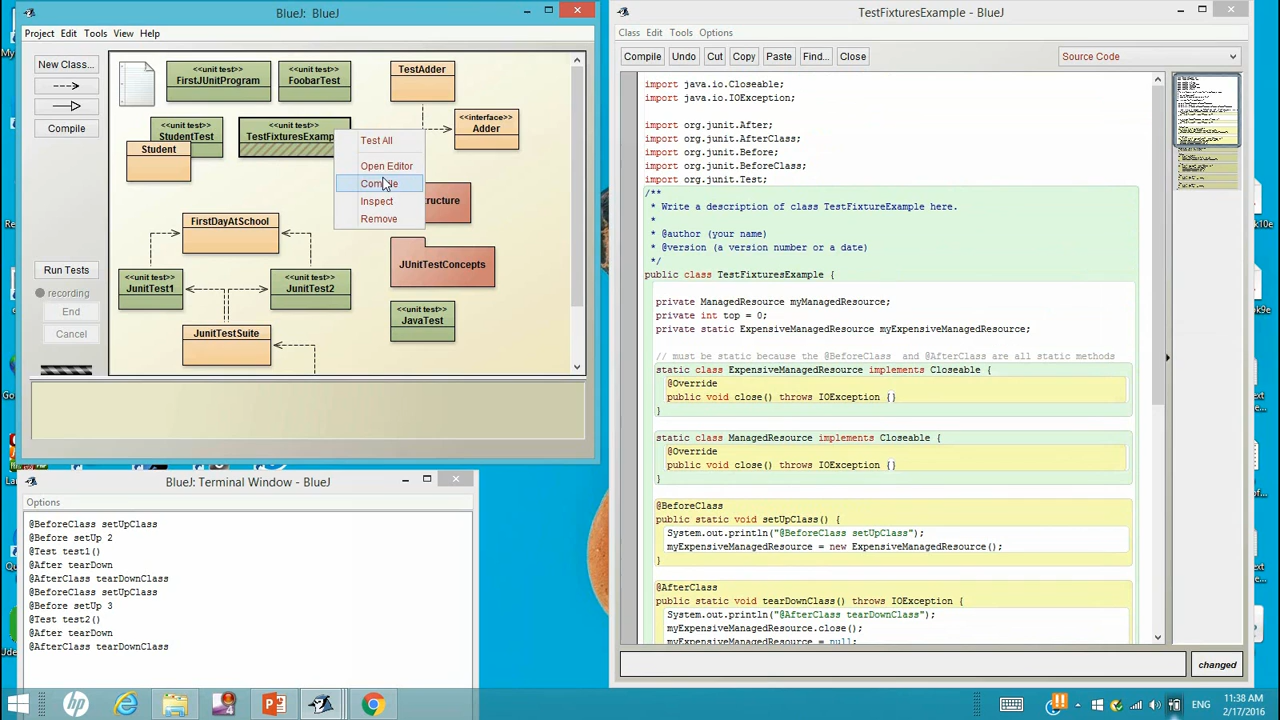 BlueJ: BlueJ
Project Edit Tools View Help
New Class...
Compile
Run Tests
recording
End
Cancel
<<unit test>>
FirstJUnitProgram
<<unit test>>
FoobarTest
TestAdder
<<unit test>>
StudentTest
Student
<<unit test>>
TestFixturesExamp
<<interface>>
Adder
Test All
Open Editor
Inspect
Remove
ructure
FirstDayAtSchool
JUnitTestConcepts
<<unit test>>
JunitTest1
<<unit test>>
JunitTest2
<<unit test>>
JavaTest
JunitTestSuite
BlueJ: Terminal Window - BlueJ
Options
@BeforeClass setUpClass
@Before setUp 2
@Test test1()
@After tearDown
@AfterClass tearDownClass
@BeforeClass setUpClass
@Before setUp 3
@Test test2()
@After tearDown
@AfterClass tearDownClass
TestFixturesExample - BlueJ
Class Edit Tools Options
Compile Undo Cut Copy Paste Find... Close
Source Code
import java.io.Closeable;
import java.io.IOException;
import org.junit.After;
import org.junit.AfterClass;
import org.junit.Before;
import org.junit.BeforeClass;
import org.junit.Test;
/**
* Write a description of class TestFixtureExample here.
*
* @author (your name)
* @version (a version number or a date)
*/
public class TestFixturesExample {
private ManagedResource myManagedResource;
private int top = 0;
private static ExpensiveManagedResource myExpensiveManagedResource;
// must be static because the @BeforeClass and @AfterClass are all static methods
static class ExpensiveManagedResource implements Closeable {
@Override
public void close() throws IOException {}
}
static class ManagedResource implements Closeable {
@Override
public void close() throws IOException {}
}
@BeforeClass
public static void setUpClass() {
System.out.println("@BeforeClass setUpClass");
myExpensiveManagedResource = new ExpensiveManagedResource();
}
@AfterClass
public static void tearDownClass() throws IOException {
System.out.println("@AfterClass tearDownClass");
myExpensiveManagedResource.close();
myExpensiveManagedResource = null;
changed
ENG
11:38 AM
2/17/2016